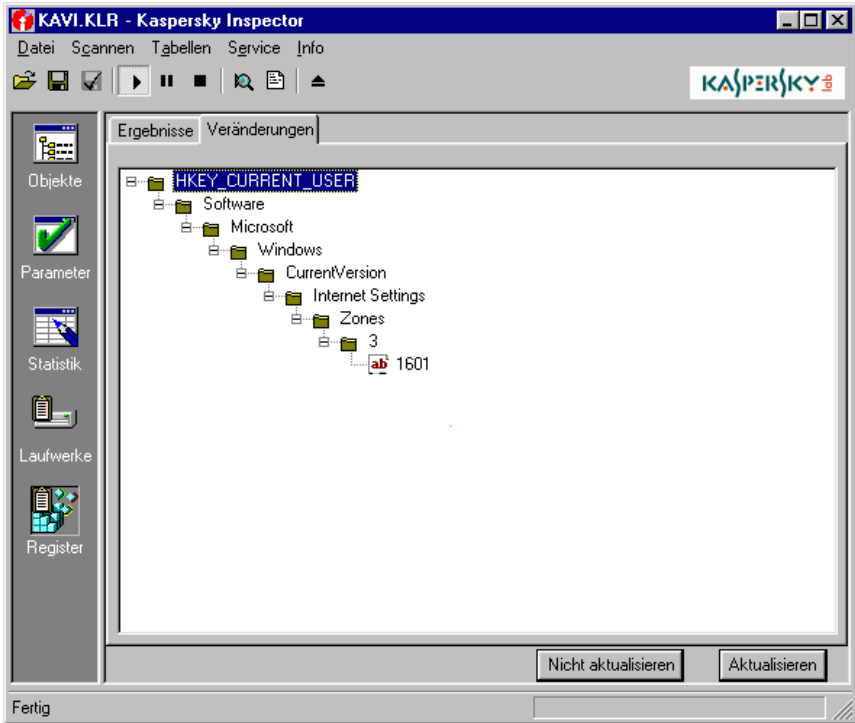 KAVI.KLR - Kaspersky Inspector
Datei Scannen Tabellen Service Info
KASPERSKY lab
Ergebnisse Veränderungen
Objekte
Parameter
Statistik
Laufwerke
Register
HKEY_CURRENT_USER
Software
Microsoft
Windows
CurrentVersion
Internet Settings
Zones
3
ab 1601
Nicht aktualisieren Aktualisieren
Fertig